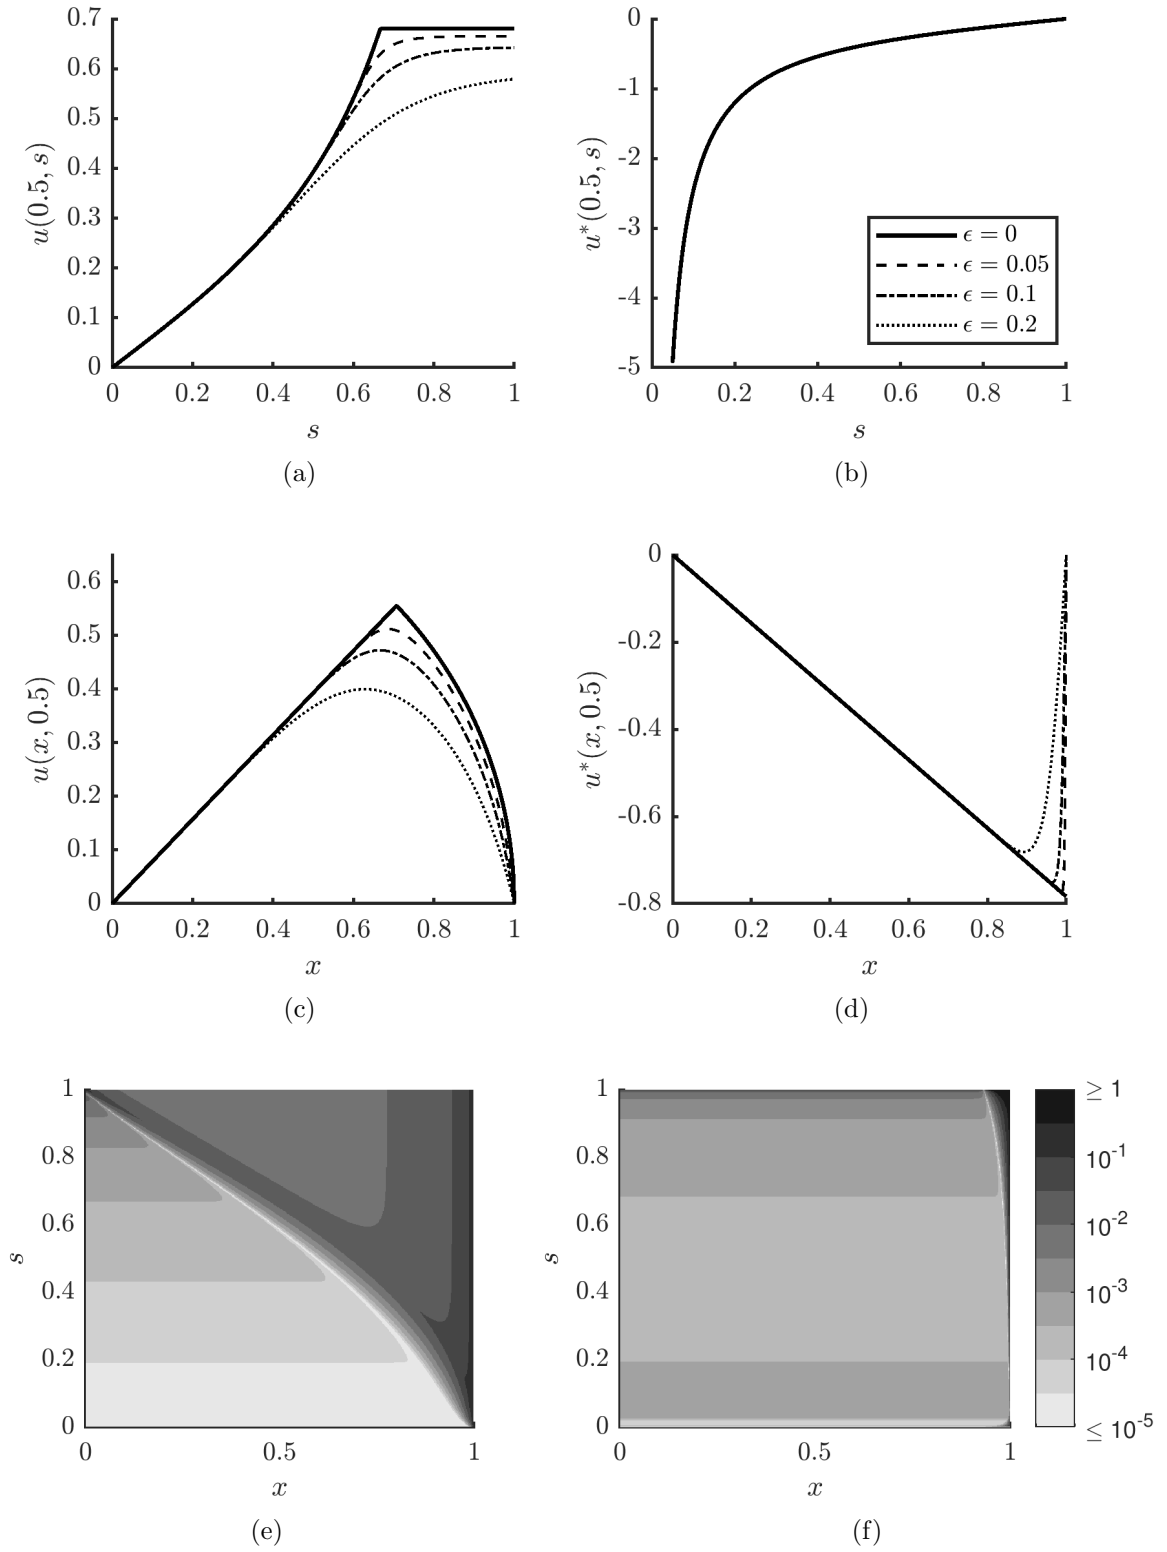 0.7
0.6
0.5
0.4
0.3
0.2
0.1
0
u(0.5, s)
0 0.2 0.4 0.6 0.8 1
s
(a)
0
-1
-2
-3
-4
-5
u*(0.5, s)
ϵ = 0
ϵ = 0.05
ϵ = 0.1
ϵ = 0.2
0 0.2 0.4 0.6 0.8 1
s
(b)
0.6
0.5
0.4
0.3
0.2
0.1
0
u(x, 0.5)
0 0.2 0.4 0.6 0.8 1
x
(c)
0
-0.2
-0.4
-0.6
-0.8
u*(x, 0.5)
0 0.2 0.4 0.6 0.8 1
x
(d)
1
0.8
0.6
0.4
0.2
0
s
0 0.5 1
x
(e)
1
0.8
0.6
0.4
0.2
0
s
0 0.5 1
x
(f)
≥ 1
10⁻¹
10⁻²
10⁻³
10⁻⁴
≤ 10⁻⁵